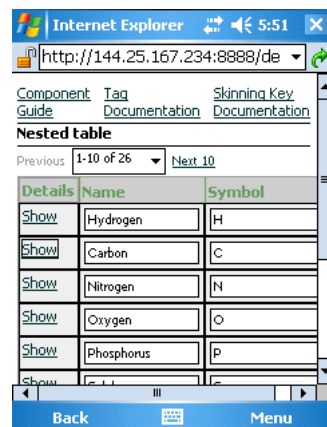 Internet Explorer 5:51
http://144.25.167.234:8888/de
Component Guide Tag Documentation Skinning Key Documentation
Nested table
Previous 1-10 of 26 Next 10
Details Name Symbol
Show Hydrogen H
Show Carbon C
Show Nitrogen N
Show Oxygen O
Show Phosphorus P
Show
Back Menu